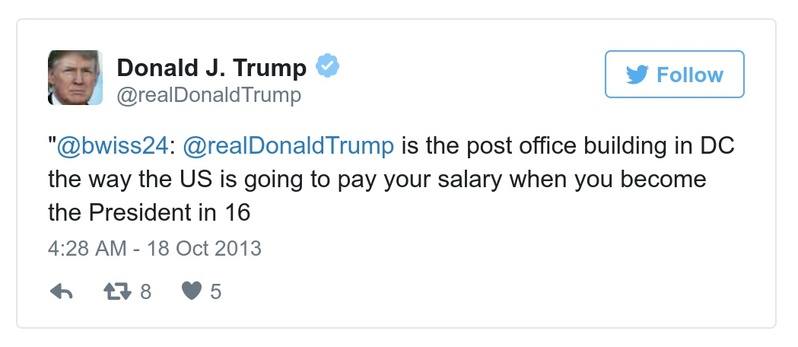 Donald J. Trump
@realDonaldTrump
Follow
"@bwiss24: @realDonaldTrump is the post office building in DC
the way the US is going to pay your salary when you become
the President in 16
4:28 AM - 18 Oct 2013
8 5